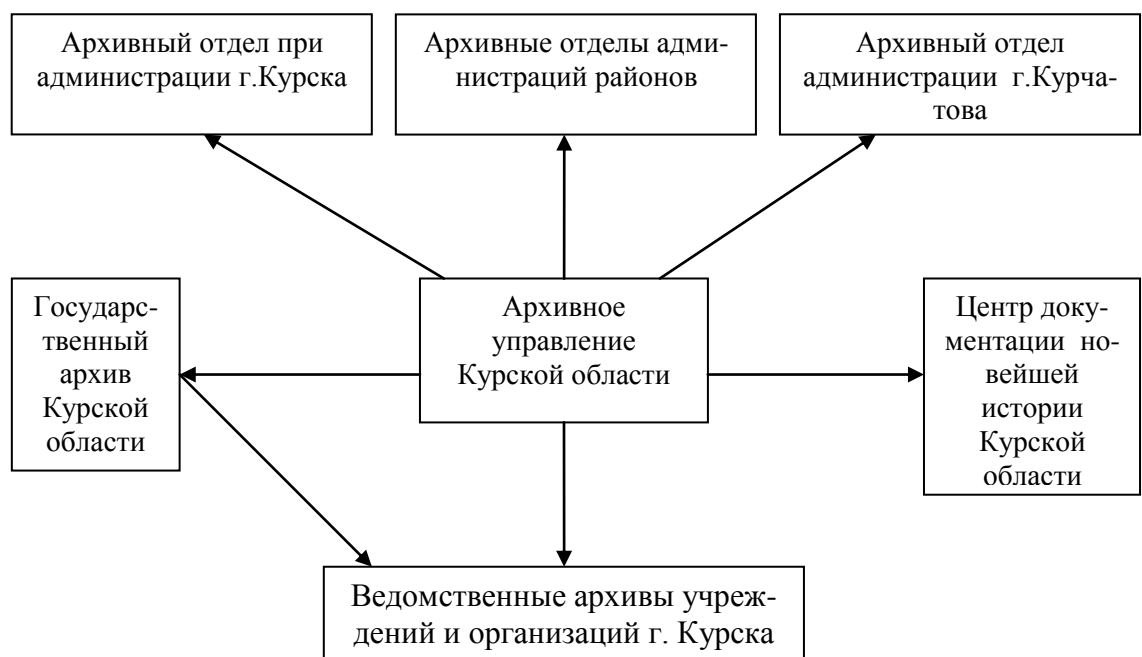 Архивный отдел при
администрации г.Курска
Архивные отделы адми-
нистраций районов
Архивный отдел
администрации г.Курча-
това
Государс-
твенный
архив
Курской
области
Архивное
управление
Курской области
Центр доку-
ментации но-
вейшей
истории
Курской
области
Ведомственные архивы учреж-
дений и организаций г. Курска